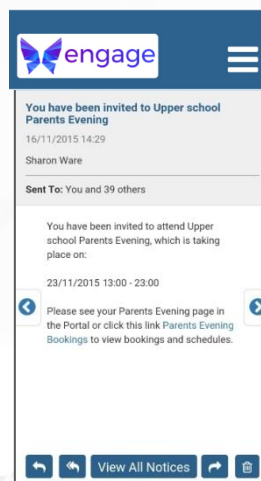 engage
You have been invited to Upper school
Parents Evening
16/11/2015 14:29
Sharon Ware
Sent To: You and 39 others
You have been invited to attend Upper
school Parents Evening, which is taking
place on:
23/11/2015 13:00 - 23:00
Please see your Parents Evening page in
the Portal or click this link Parents Evening
Bookings to view bookings and schedules.
View All Notices